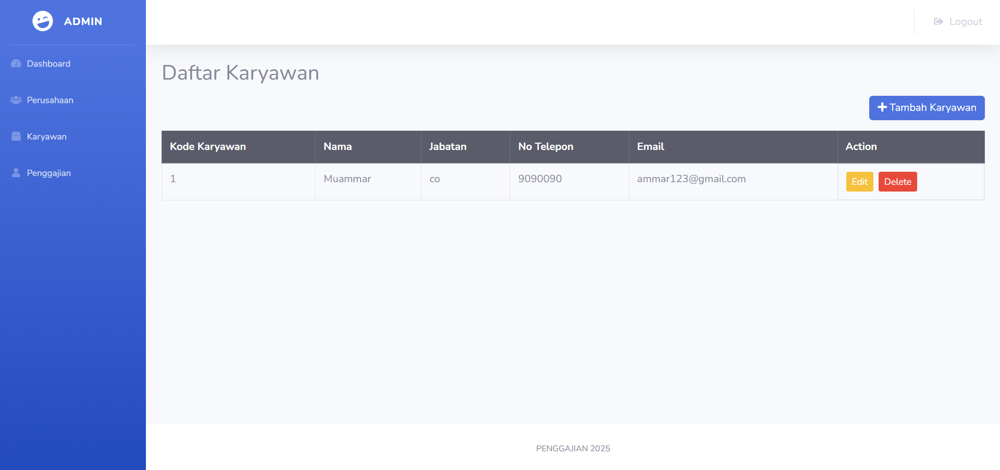 ADMIN
Logout
Dashboard
Perusahaan
Karyawan
Penggajian
Daftar Karyawan
Tambah Karyawan
Kode Karyawan Nama Jabatan No Telepon Email Action
1 Muammar co 9090090 ammar123@gmail.com Edit Delete
PENGGAJIAN 2025